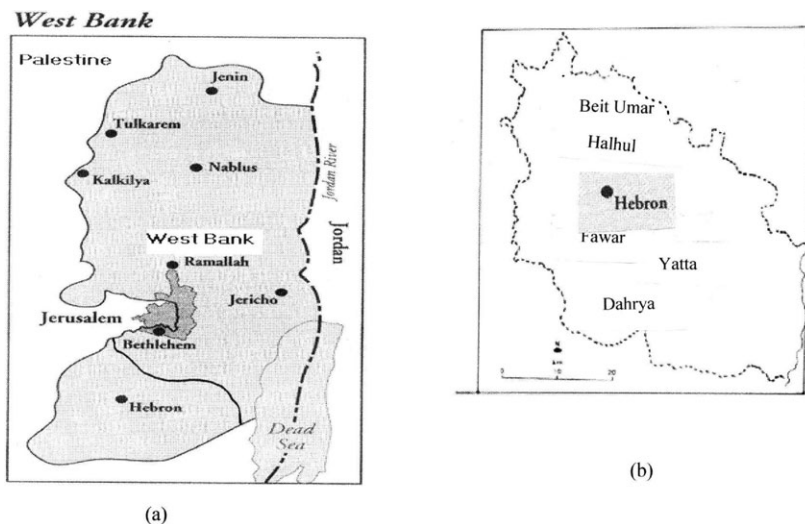 West Bank
Palestine
Jenin
Tulkarem
Nablus
Kalkilya
Jordan River
Jordan
West Bank
Ramallah
Jericho
Jerusalem
Bethlehem
Hebron
Dead
Sea
(a)
Beit Umar
Halhul
Hebron
Fawar
Yatta
Dahrya
0 10 20
(b)